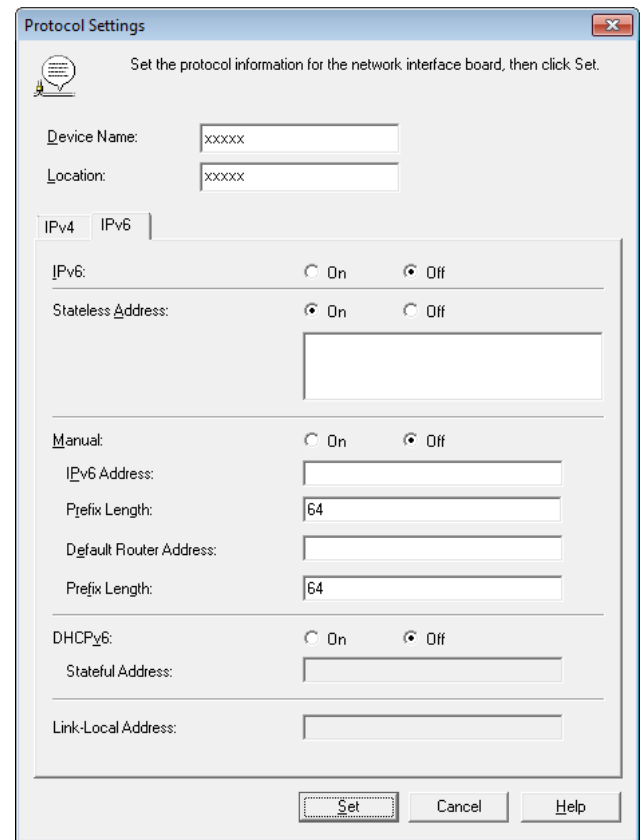 Protocol Settings
Set the protocol information for the network interface board, then click Set.
Device Name: xxxxx
Location: xxxxx
IPv4 IPv6
IPv6: On Off
Stateless Address: On Off
Manual: On Off
IPv6 Address:
Prefix Length: 64
Default Router Address:
Prefix Length: 64
DHCPv6: On Off
Stateful Address:
Link-Local Address:
Set Cancel Help